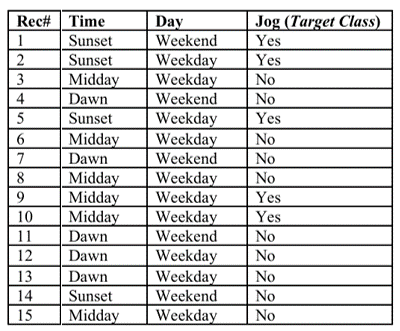 Rec# Time Day Jog (Target Class)
1 Sunset Weekend Yes
2 Sunset Weekday Yes
3 Midday Weekday No
4 Dawn Weekend No
5 Sunset Weekday Yes
6 Midday Weekday No
7 Dawn Weekend No
8 Midday Weekday No
9 Midday Weekday Yes
10 Midday Weekday Yes
11 Dawn Weekend No
12 Dawn Weekday No
13 Dawn Weekday No
14 Sunset Weekend No
15 Midday Weekday No